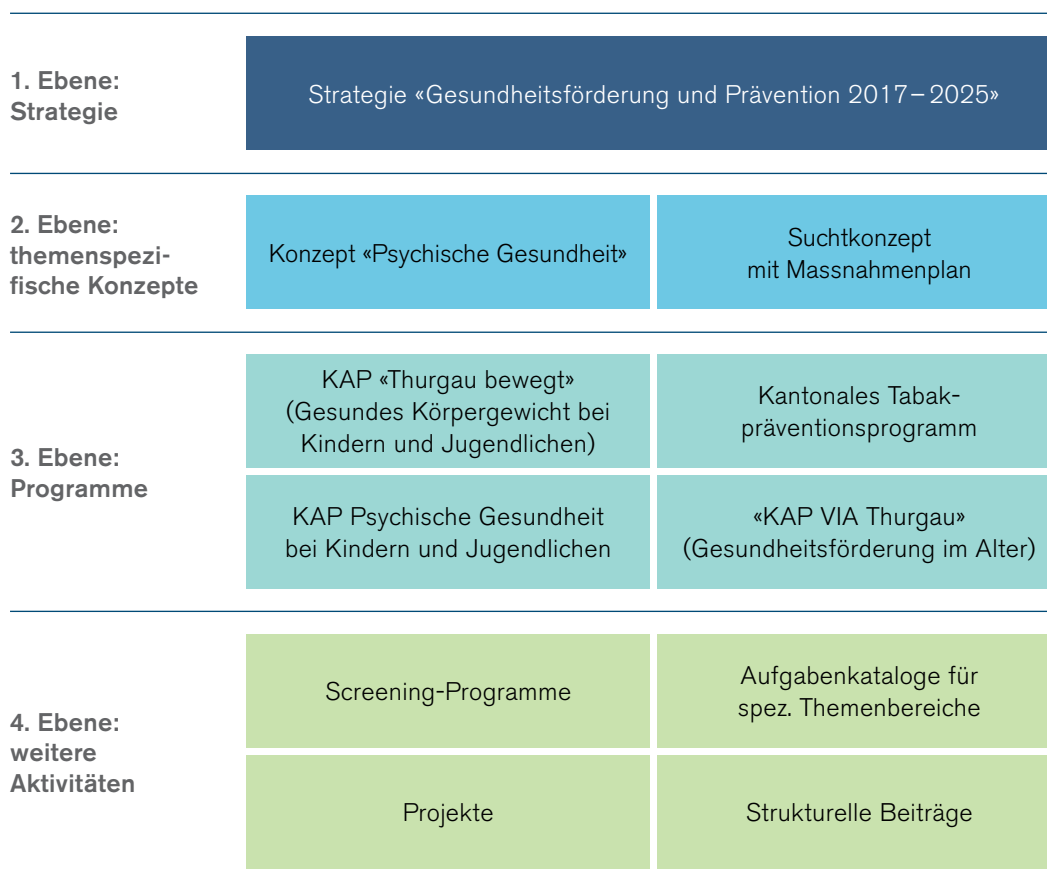 1. Ebene:
Strategie
Strategie «Gesundheitsförderung und Prävention 2017–2025»
2. Ebene:
themenspezi-
fische Konzepte
Konzept «Psychische Gesundheit»
Suchtkonzept
mit Massnahmenplan
3. Ebene:
Programme
KAP «Thurgau bewegt»
(Gesundes Körpergewicht bei
Kindern und Jugendlichen)
Kantonales Tabak-
präventionsprogramm
KAP Psychische Gesundheit
bei Kindern und Jugendlichen
«KAP VIA Thurgau»
(Gesundheitsförderung im Alter)
4. Ebene:
weitere
Aktivitäten
Screening-Programme
Aufgabenkataloge für
spez. Themenbereiche
Projekte
Strukturelle Beiträge